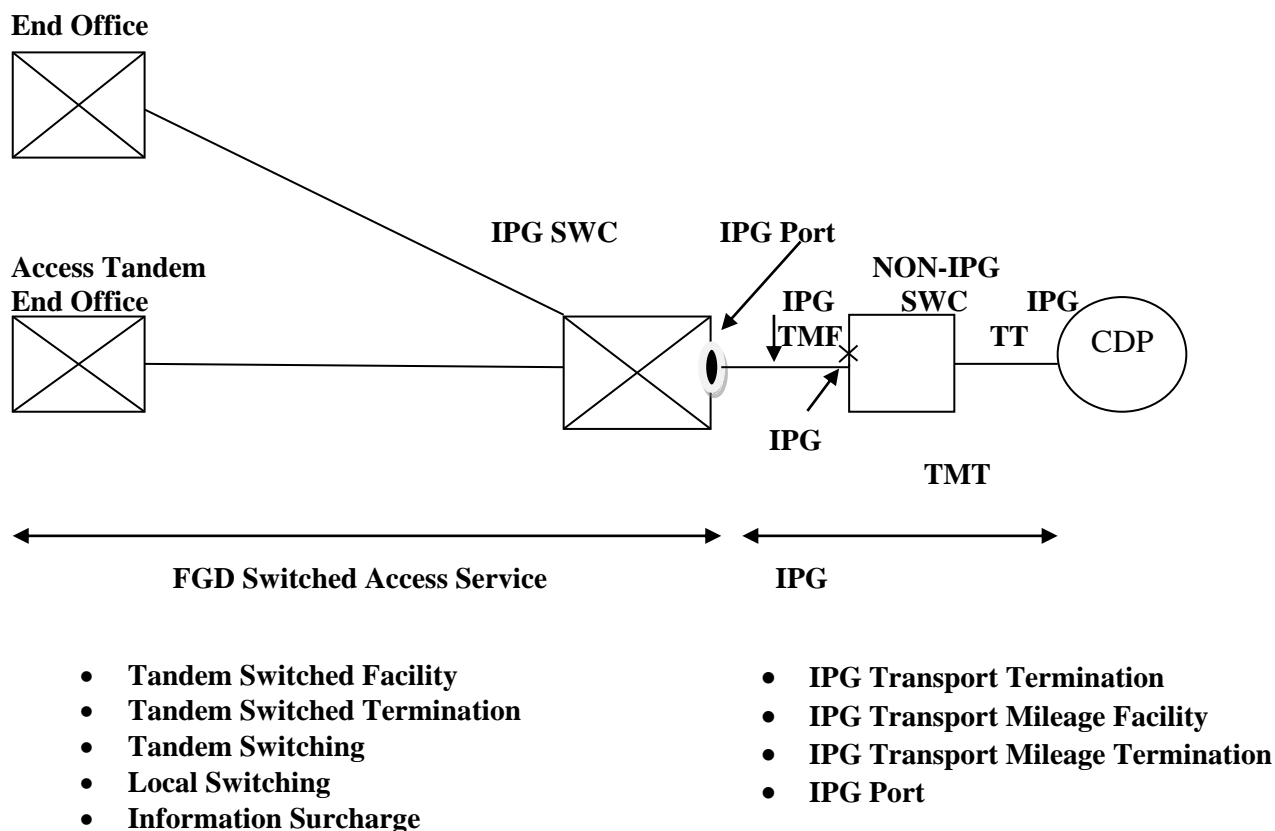 End Office
IPG SWC
IPG Port
Access Tandem
End Office
NON-IPG
SWC
IPG
TMF
IPG
TT
CDP
IPG
TMT
FGD Switched Access Service
IPG
• Tandem Switched Facility
• Tandem Switched Termination
• Tandem Switching
• Local Switching
• Information Surcharge
• IPG Transport Termination
• IPG Transport Mileage Facility
• IPG Transport Mileage Termination
• IPG Port